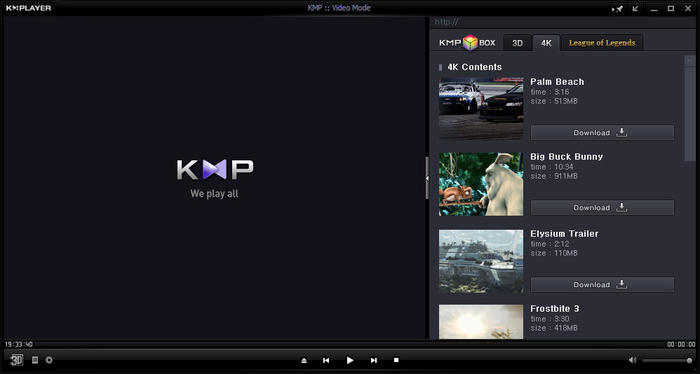 KMPLAYER
KMP :: Video Mode
http://
KMP BOX
3D
4K
League of Legends
4K Contents
Palm Beach
time : 3:16
size : 513MB
Download
Big Buck Bunny
time : 10:34
size : 911MB
Download
Elysium Trailer
time : 2:12
size : 110MB
Download
Frostbite 3
time : 3:30
size : 418MB
KMP
We play all
19:33:40
00:00:00
3D